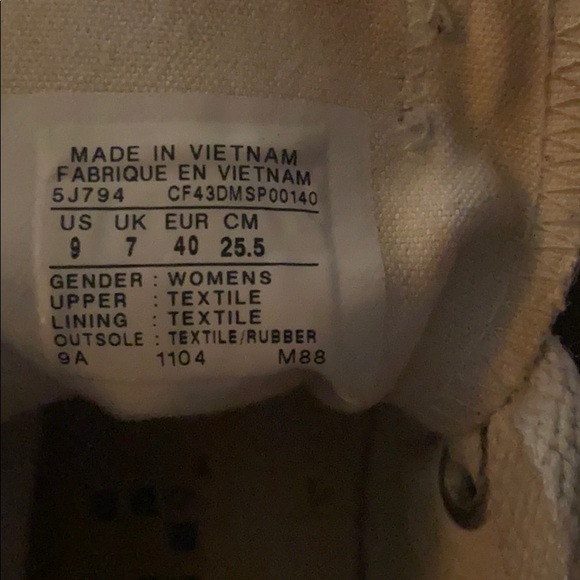 MADE IN VIETNAM
FABRIQUE EN VIETNAM
5J794 CF43DMSP00140
US UK EUR CM
9 7 40 25.5
GENDER : WOMENS
UPPER : TEXTILE
LINING : TEXTILE
OUTSOLE : TEXTILE/RUBBER
9A 1104 M88